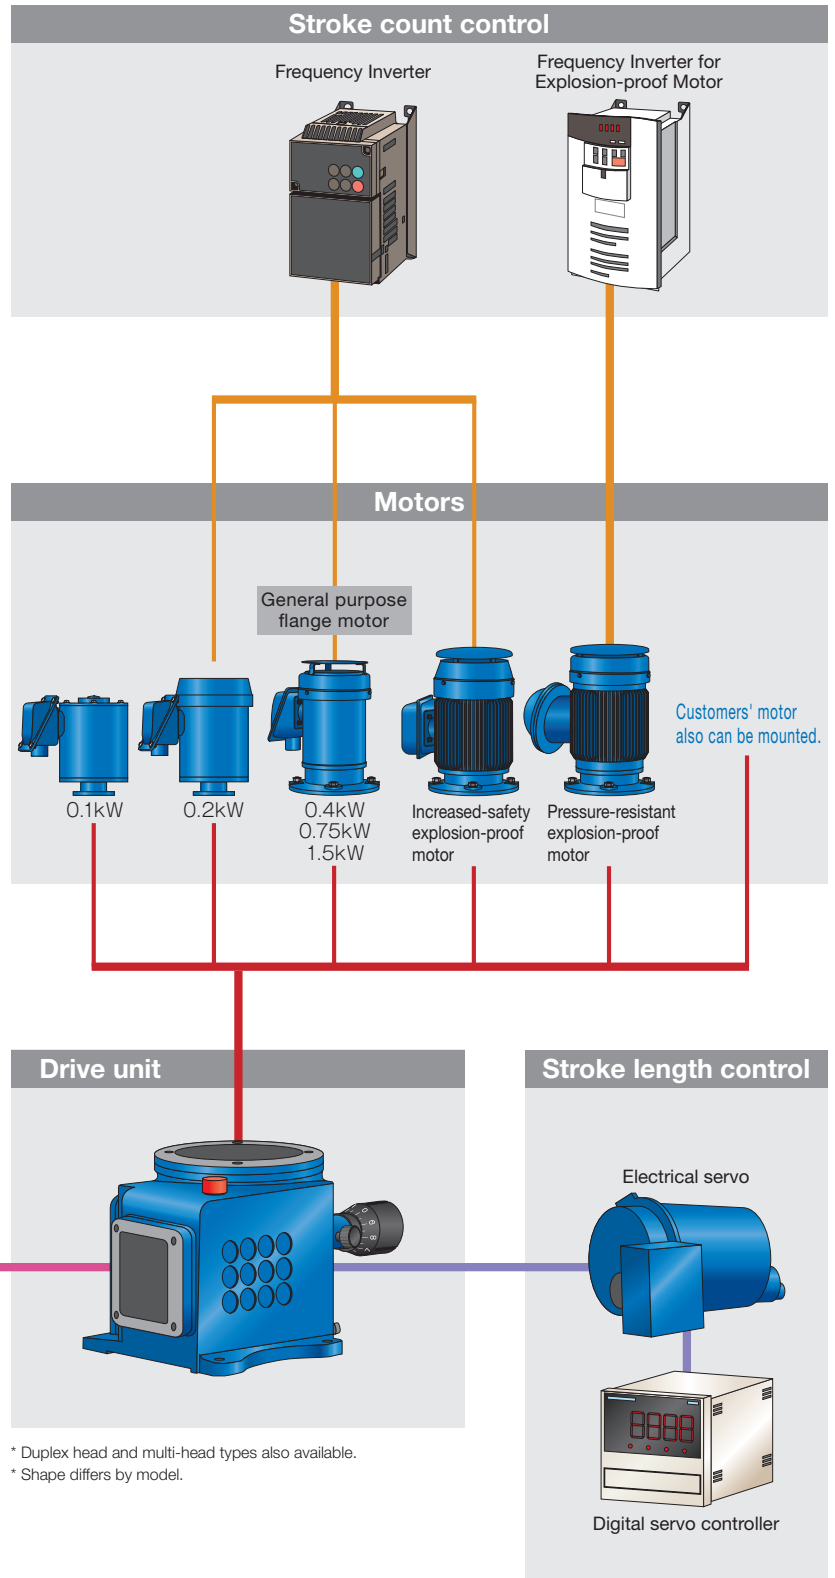 Stroke count control
Frequency Inverter
Frequency Inverter for
Explosion-proof Motor
Motors
General purpose
flange motor
Customers' motor
also can be mounted.
0.1kW
0.2kW
0.4kW
0.75kW
1.5kW
Increased-safety
explosion-proof
motor
Pressure-resistant
explosion-proof
motor
Drive unit
Stroke length control
Electrical servo
Digital servo controller
* Duplex head and multi-head types also available.
* Shape differs by model.